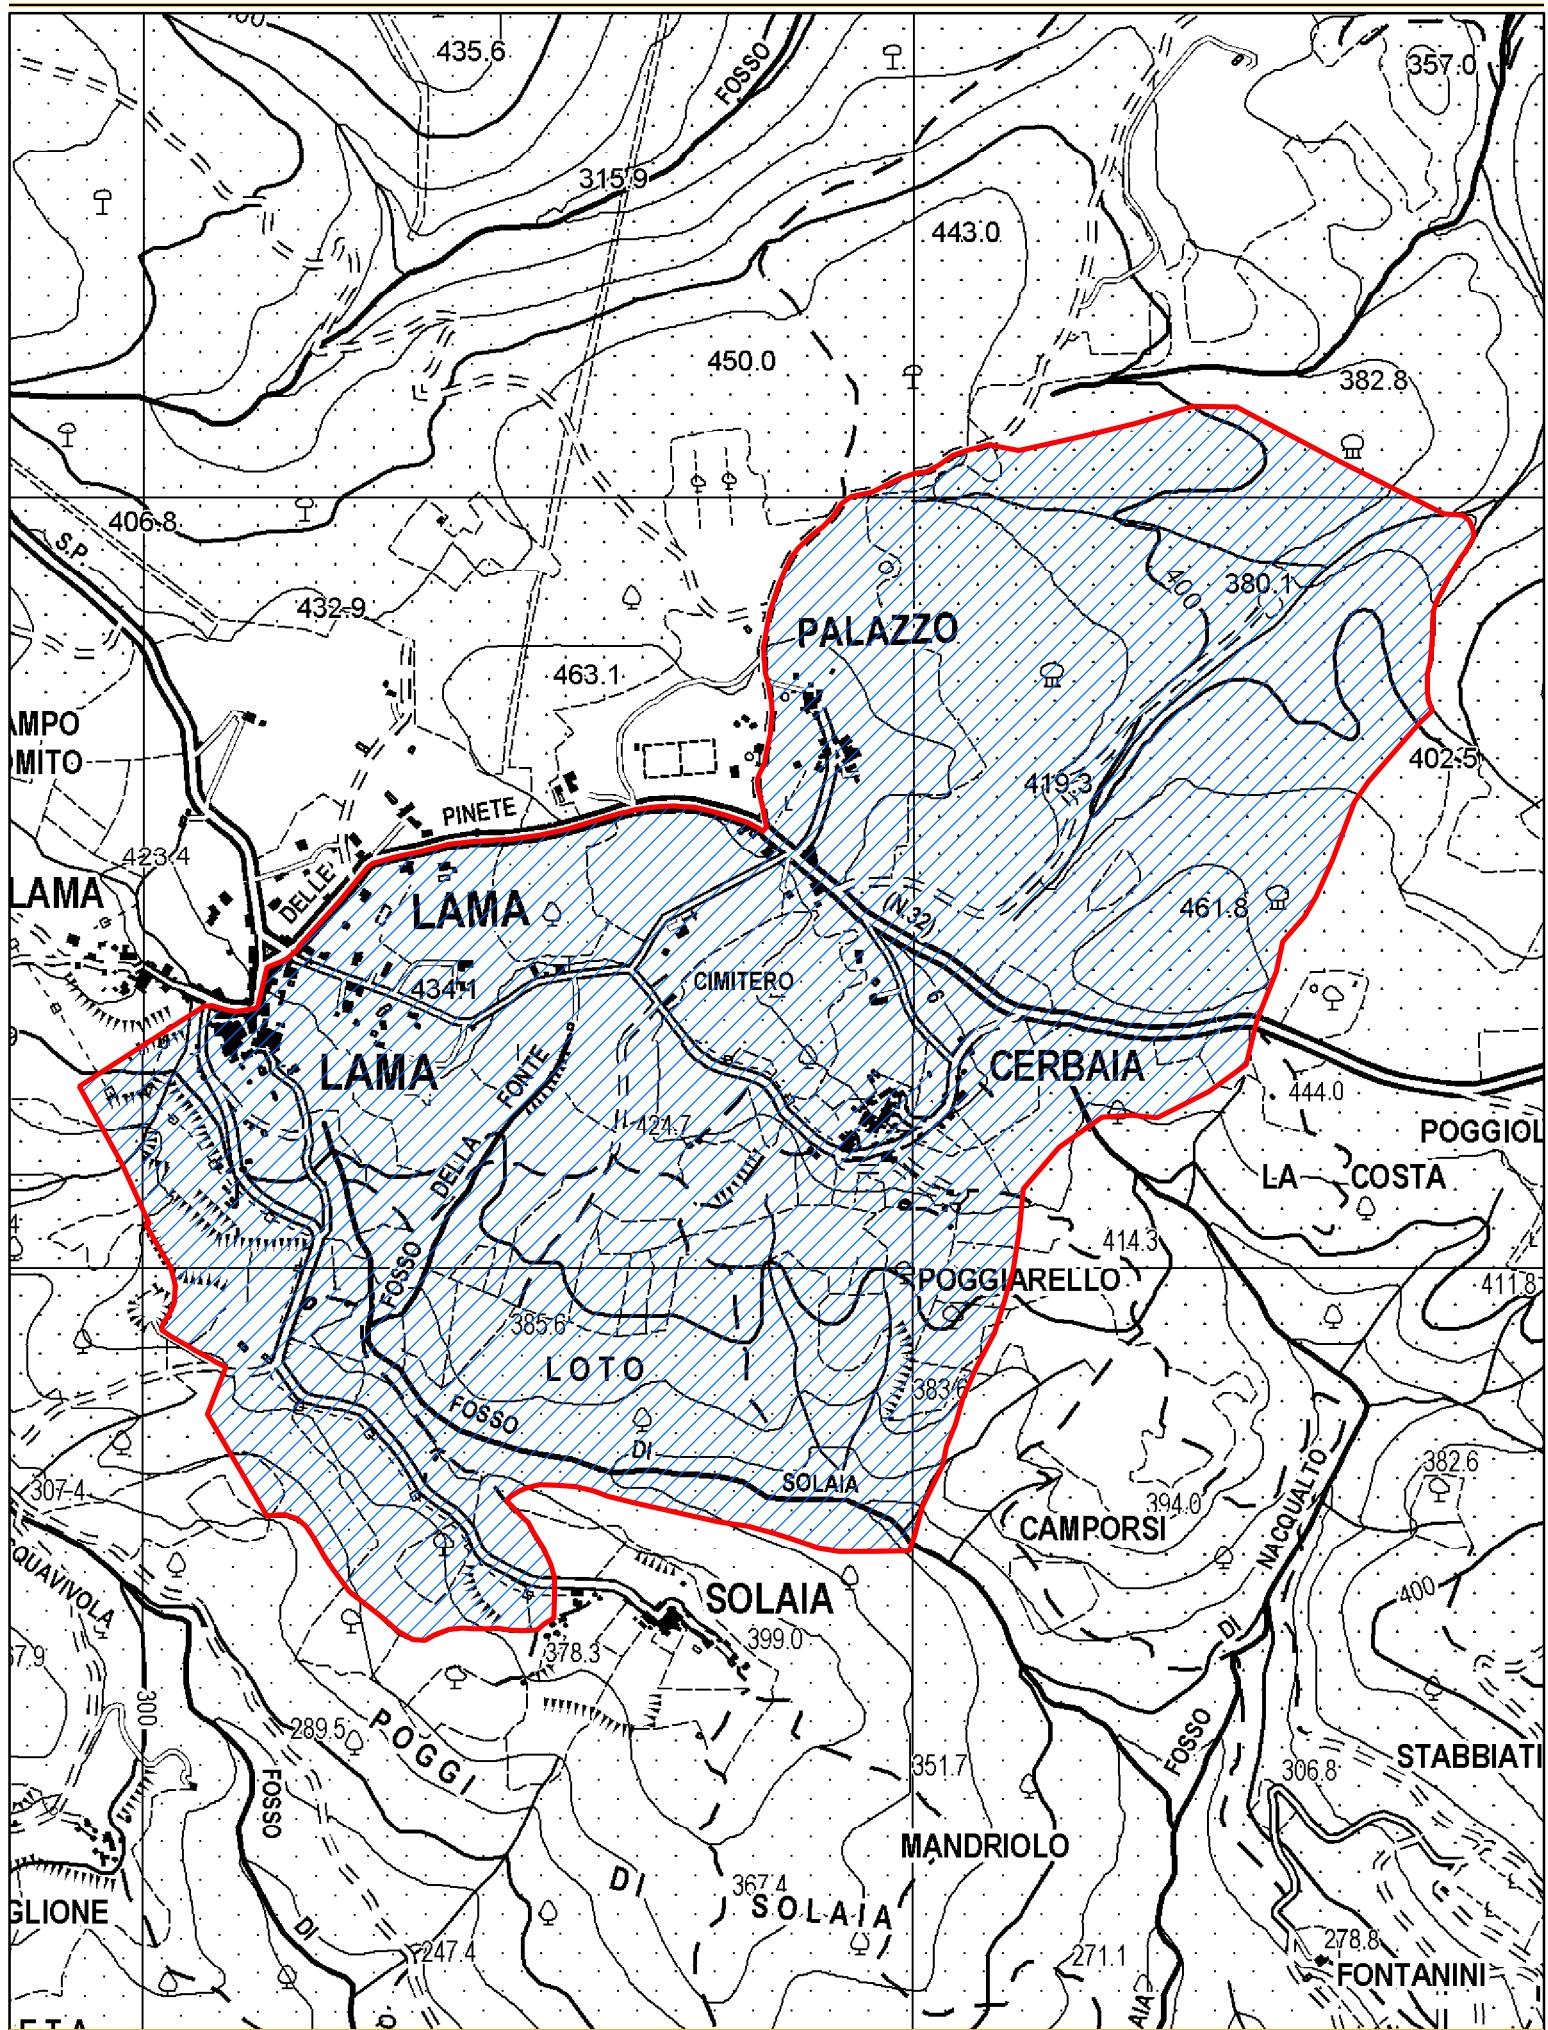 435.6
FOSSO
357.0
315.9
443.0
450.0
382.8
406.8
S.P.
432.9
400
380.1
PALAZZO
463.1
AMPO
OMITO
402.5
419.3
PINETE
423.4
LAMA
DELLE
LAMA
(N.32)
461.8
434.1
CIMITERO
6
LAMA
FONTE
CERBAIA
444.0
424.7
POGGIOL
DELLA
LA COSTA
414.3
FOSSO
POGGIARELLO
411.8
385.6
LOTO
383.6
FOSSO
DI
SOLAIA
382.6
307.4
394.0
CAMPORSI
NACQUALTO
QUAVIVOLA
400
SOLAIA
DI
399.0
378.3
67.9
300
289.5
POGGI
FOSSO
351.7
STABBIATI
306.8
FOSSO
MANDRIOLO
DI
367.4
SOLAIA
GLIONE
DI
247.4
271.1
278.8
FONTANINI
AIA
Q
ETA